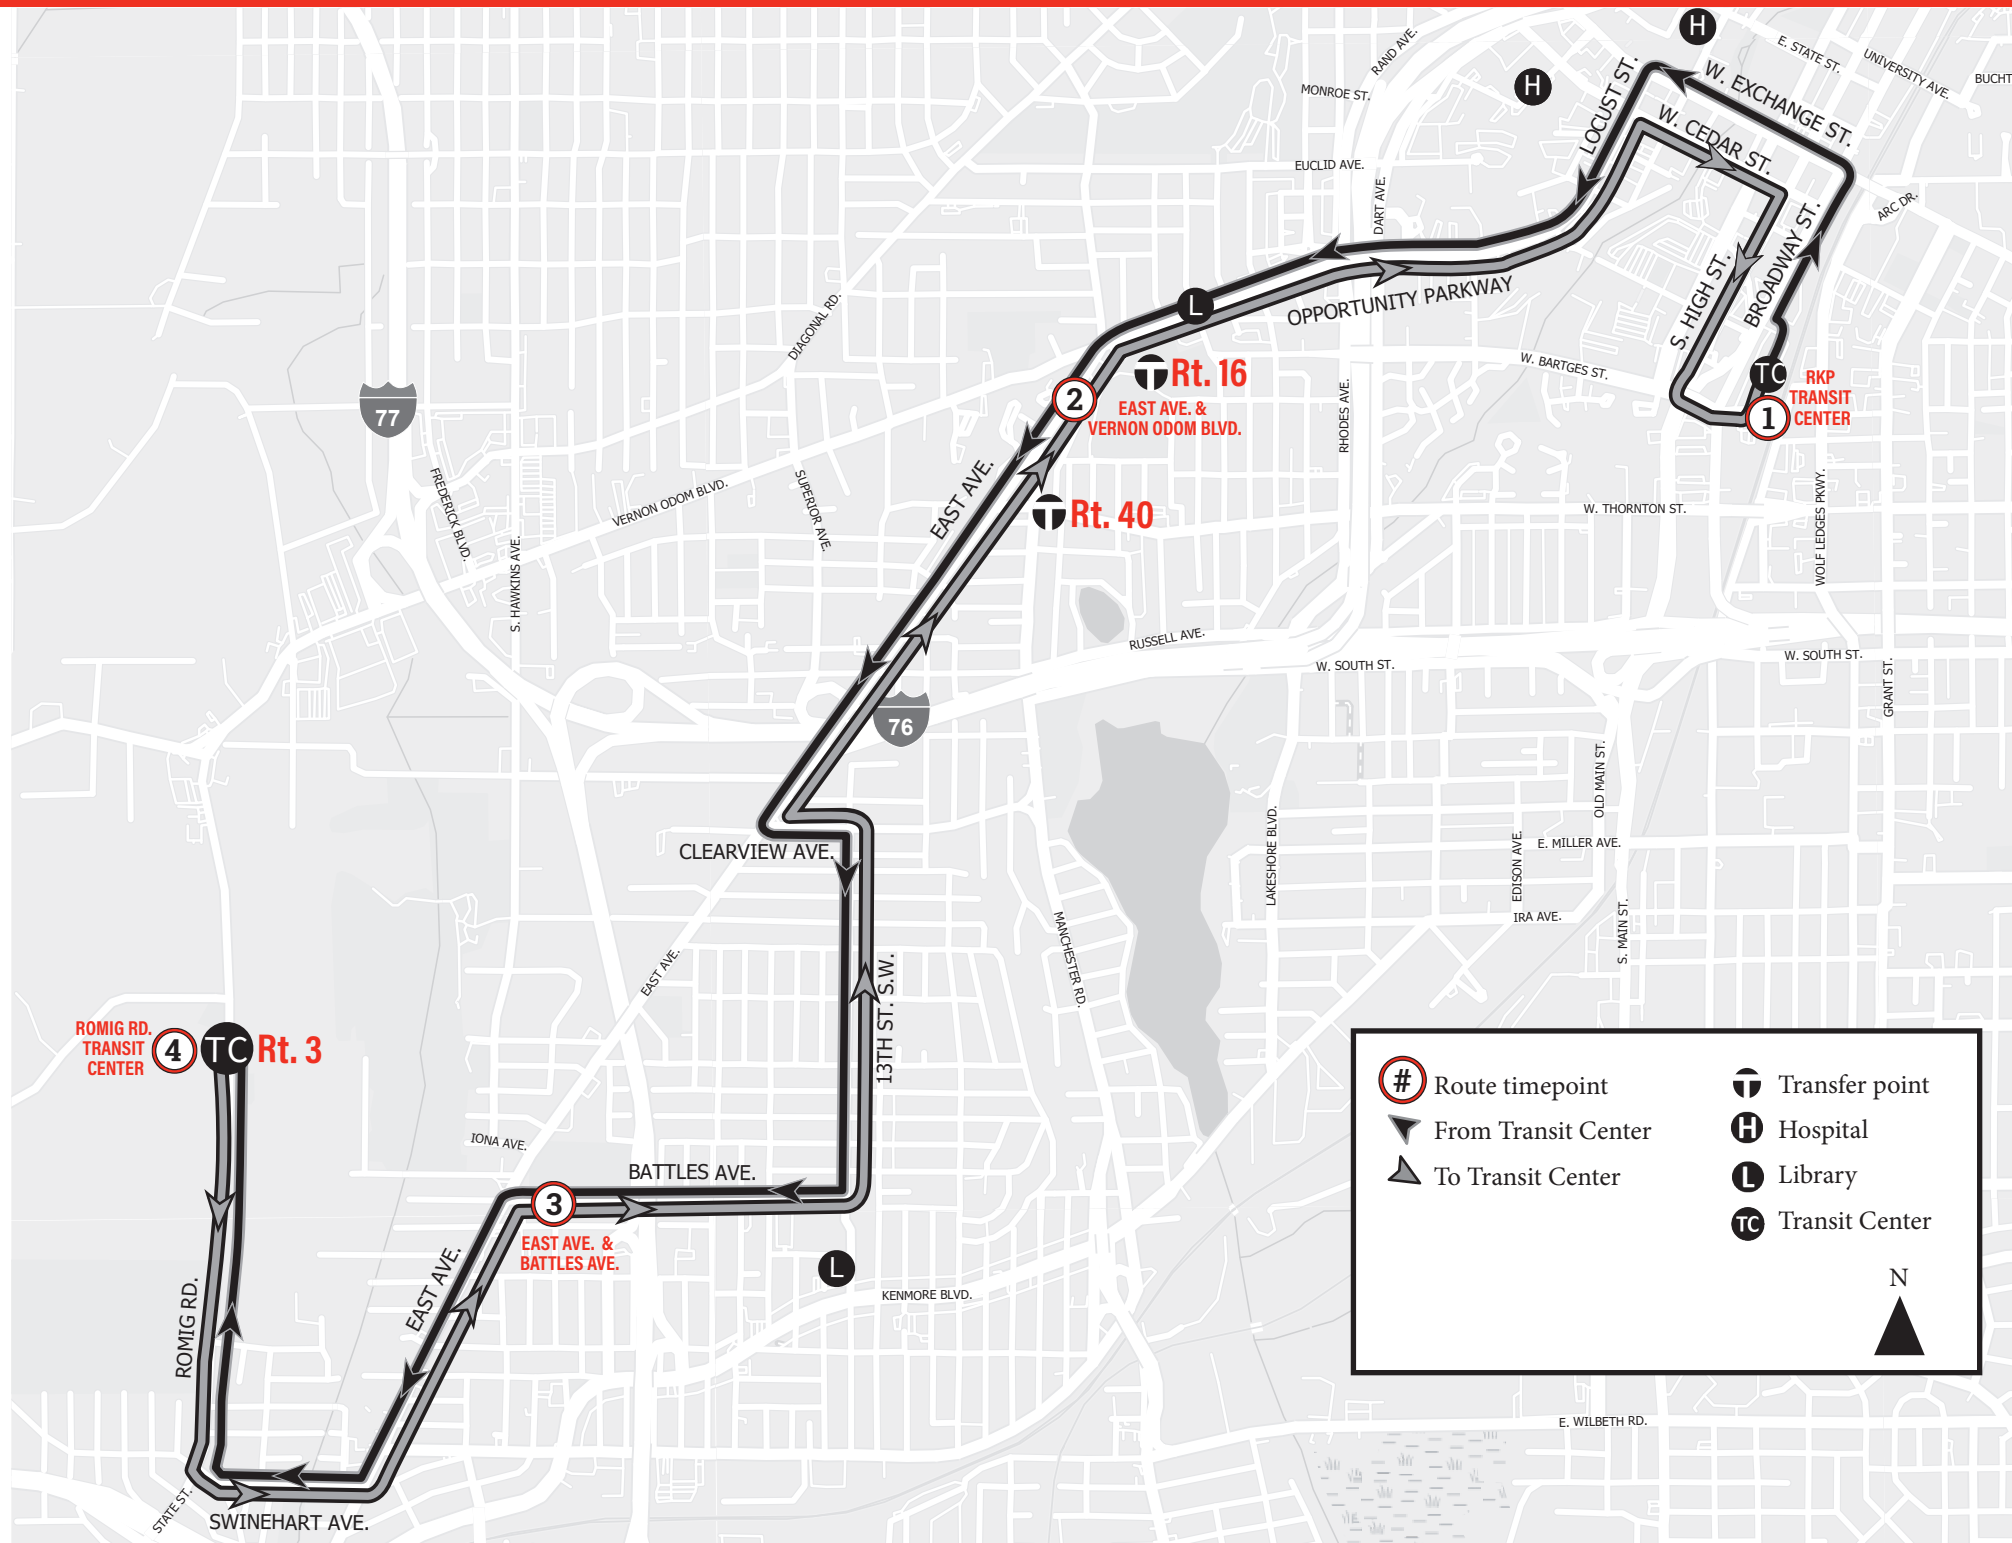 H
RAND AVE.
E. STATE ST.
UNIVERSITY AVE.
BUCHT
MONROE ST.
H
LOCUST ST.
W. EXCHANGE ST.
W. CEDAR ST.
EUCLID AVE.
DART AVE.
ARC DR.
BROADWAY ST.
S. HIGH ST.
L
OPPORTUNITY PARKWAY
DIAGONAL RD.
Rt. 16
W. BARTGES ST.
TC
RKP
TRANSIT
CENTER
1
2
EAST AVE. &
VERNON ODOM BLVD.
77
RHODES AVE.
FREDERICK BLVD.
VERNON ODOM BLVD.
SUPERIOR AVE.
EAST AVE.
Rt. 40
W. THORNTON ST.
WOLF LEDGES PKWY.
S. HAWKINS AVE.
RUSSELL AVE.
W. SOUTH ST.
W. SOUTH ST.
GRANT ST.
76
OLD MAIN ST.
CLEARVIEW AVE.
LAKESHORE BLVD.
EDISON AVE.
E. MILLER AVE.
IRA AVE.
S. MAIN ST.
EAST AVE.
MANCHESTER RD.
13TH ST. S.W.
ROMIG RD.
TRANSIT
CENTER
4
TC
Rt. 3
IONA AVE.
BATTLES AVE.
3
EAST AVE. &
BATTLES AVE.
EAST AVE.
L
KENMORE BLVD.
ROMIG RD.
STATE ST.
SWINEHART AVE.
E. WILBETH RD.
# Route timepoint
From Transit Center
To Transit Center
T Transfer point
H Hospital
L Library
TC Transit Center
N